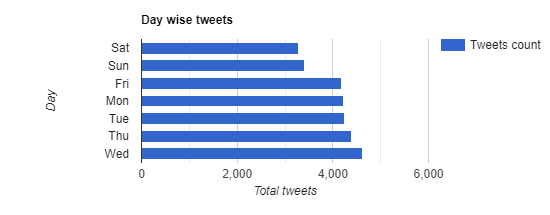 Day wise tweets
Tweets count
Day
Sat
Sun
Fri
Mon
Tue
Thu
Wed
0 2,000 4,000 6,000
Total tweets